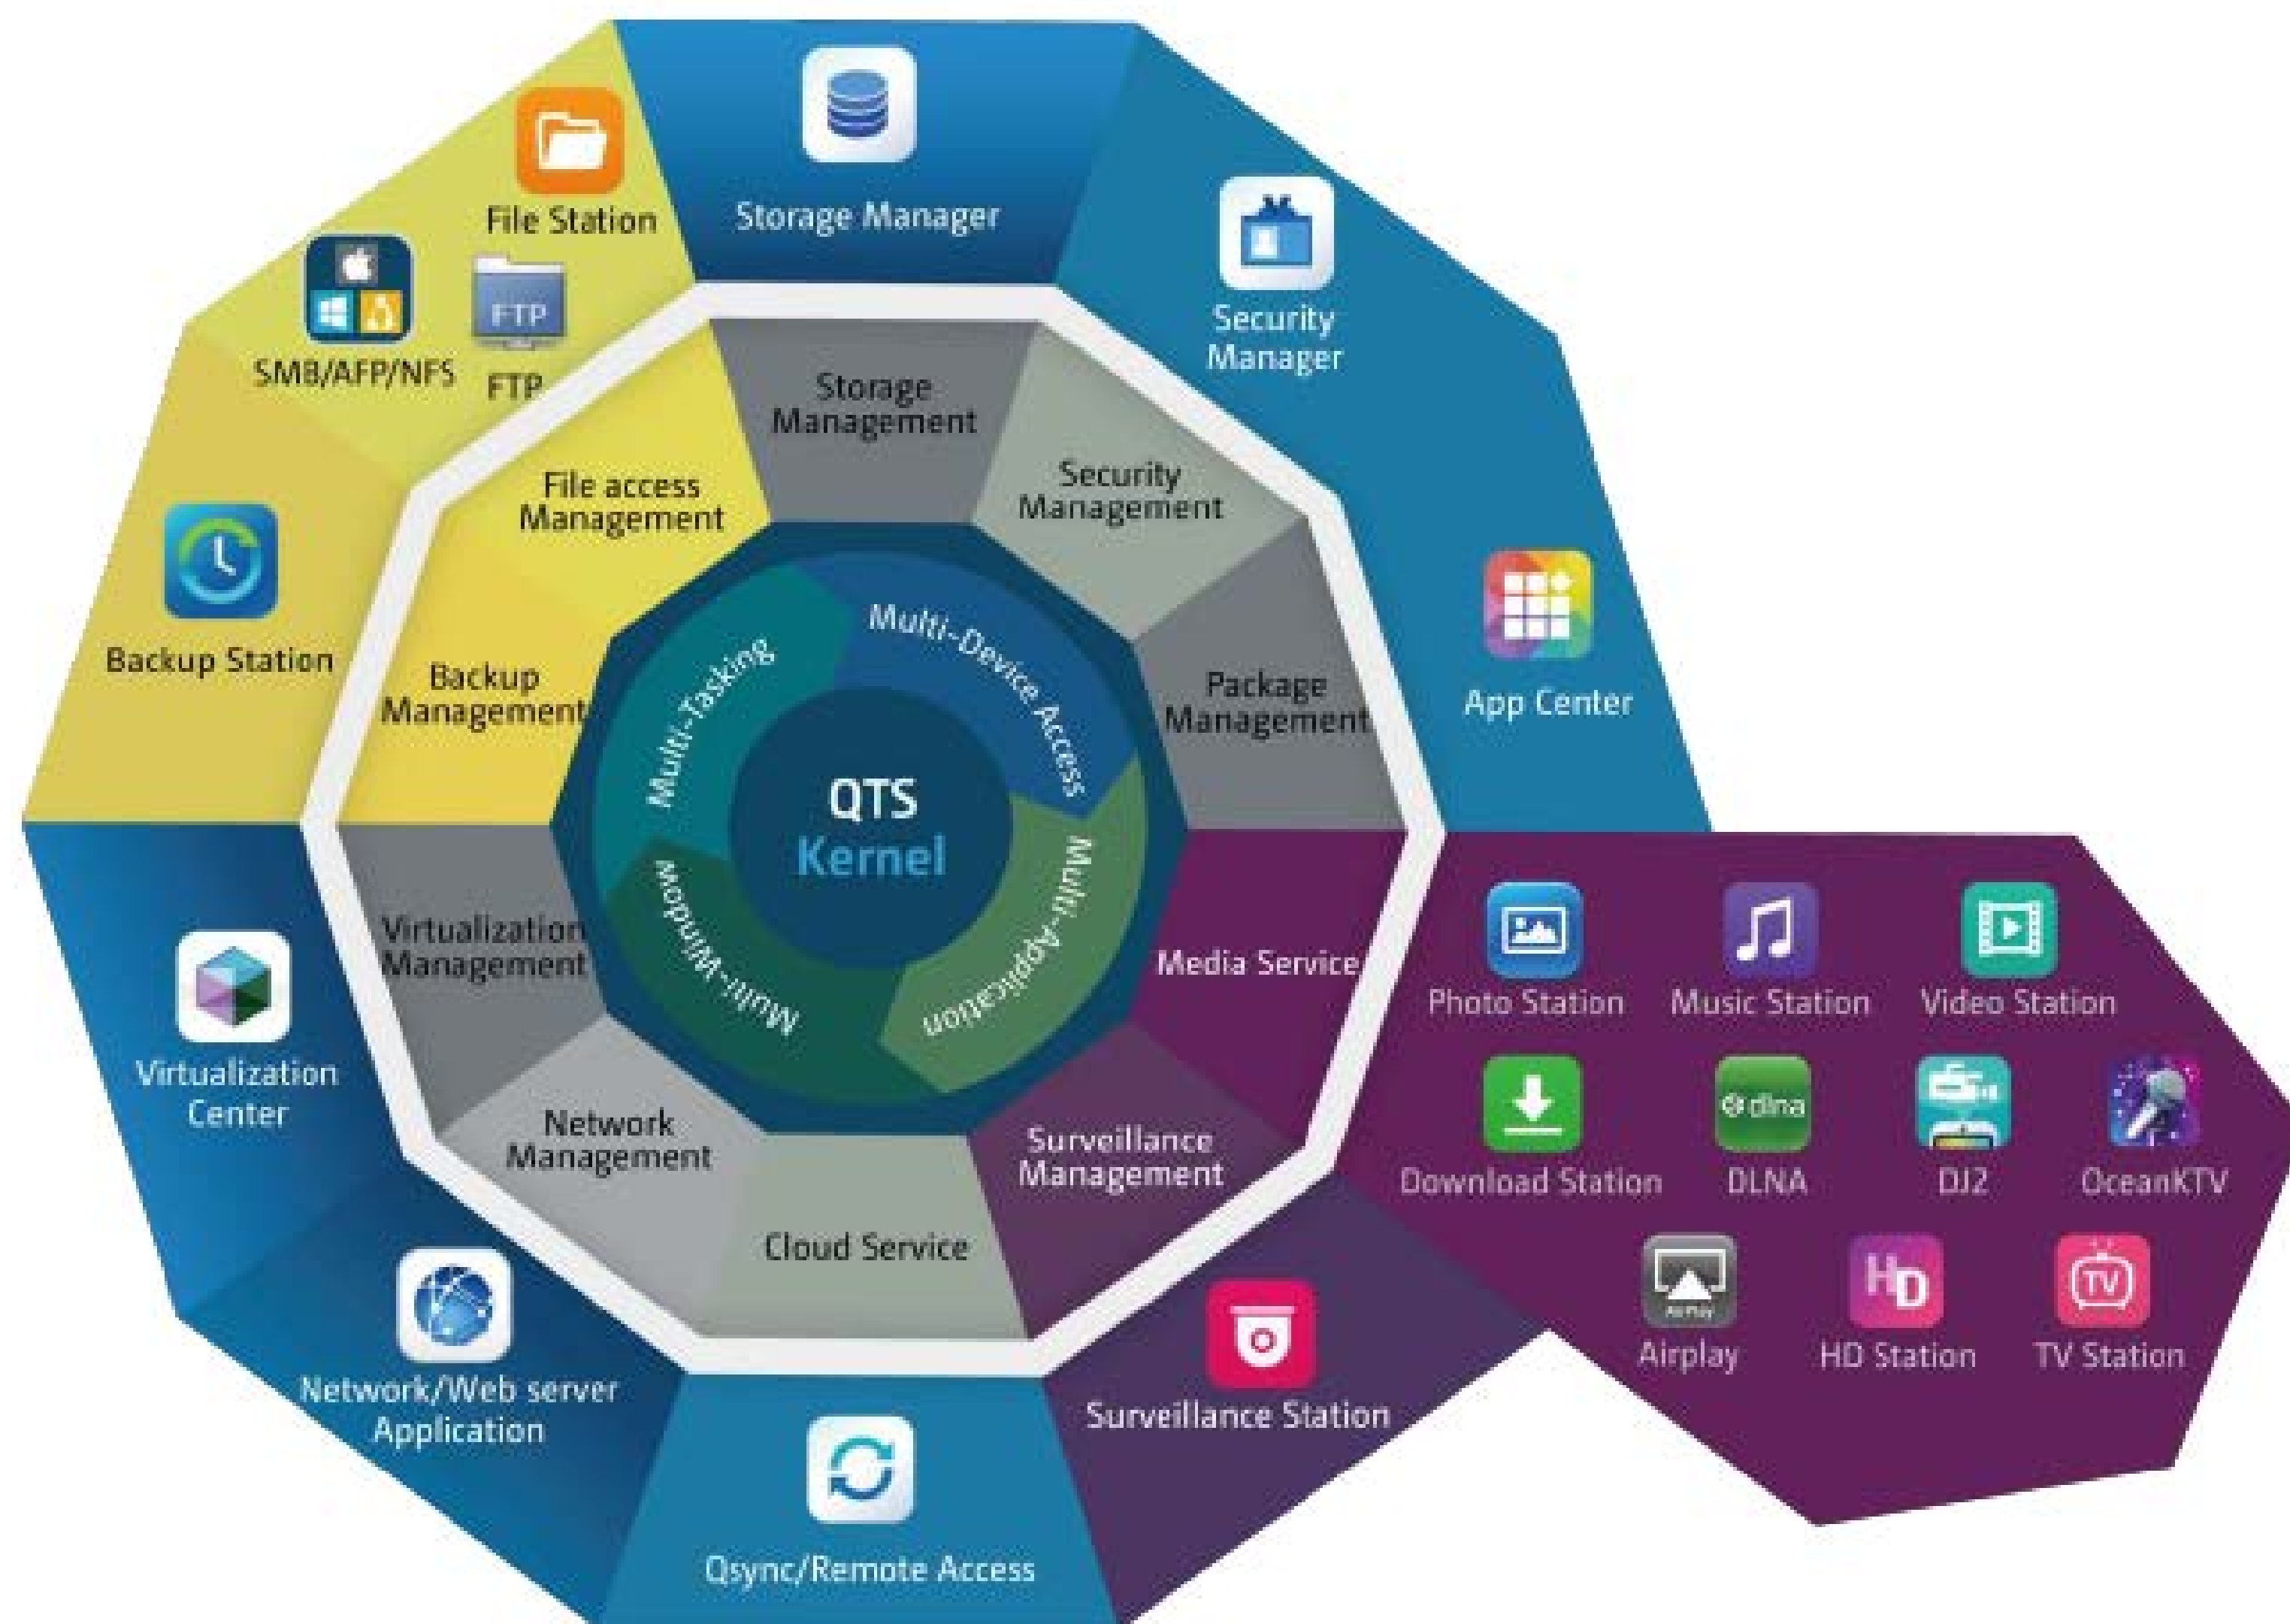 File Station
SMB/AFP/NFS
FTP
FTP
Storage Manager
Security
Manager
App Center
Backup Station
Virtualization
Center
Network/Web server
Application
Qsync/Remote Access
Surveillance Station
Storage
Management
Security
Management
Package
Management
Media Service
Surveillance
Management
Cloud Service
Network
Management
Virtualization
Management
Backup
Management
File access
Management
Multi-Tasking
Multi-Device Access
Multi-Application
Multi-Window
QTS
Kernel
Photo Station
Music Station
Video Station
dlna
Download Station
DLNA
DJ2
OceanKTV
AirPlay
HD
TV
Airplay
HD Station
TV Station